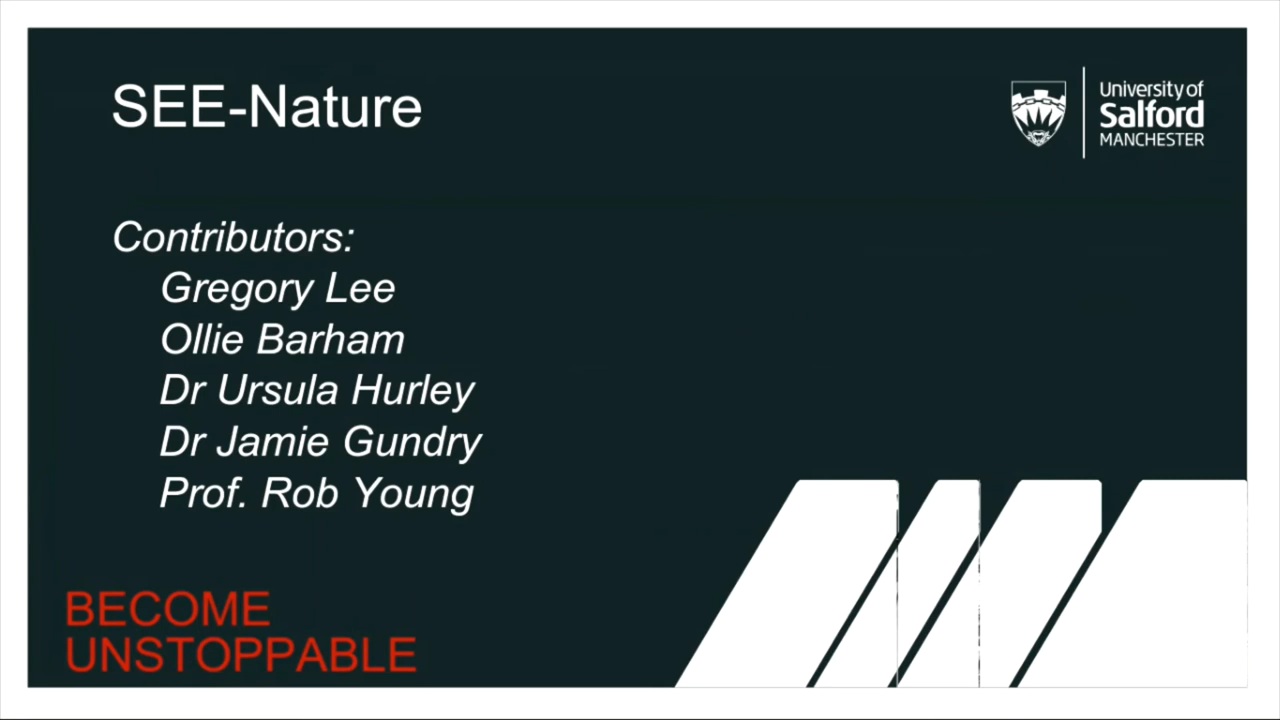 SEE-Nature
University of
Salford
MANCHESTER
Contributors:
Gregory Lee
Ollie Barham
Dr Ursula Hurley
Dr Jamie Gundry
Prof. Rob Young
BECOME
UNSTOPPABLE